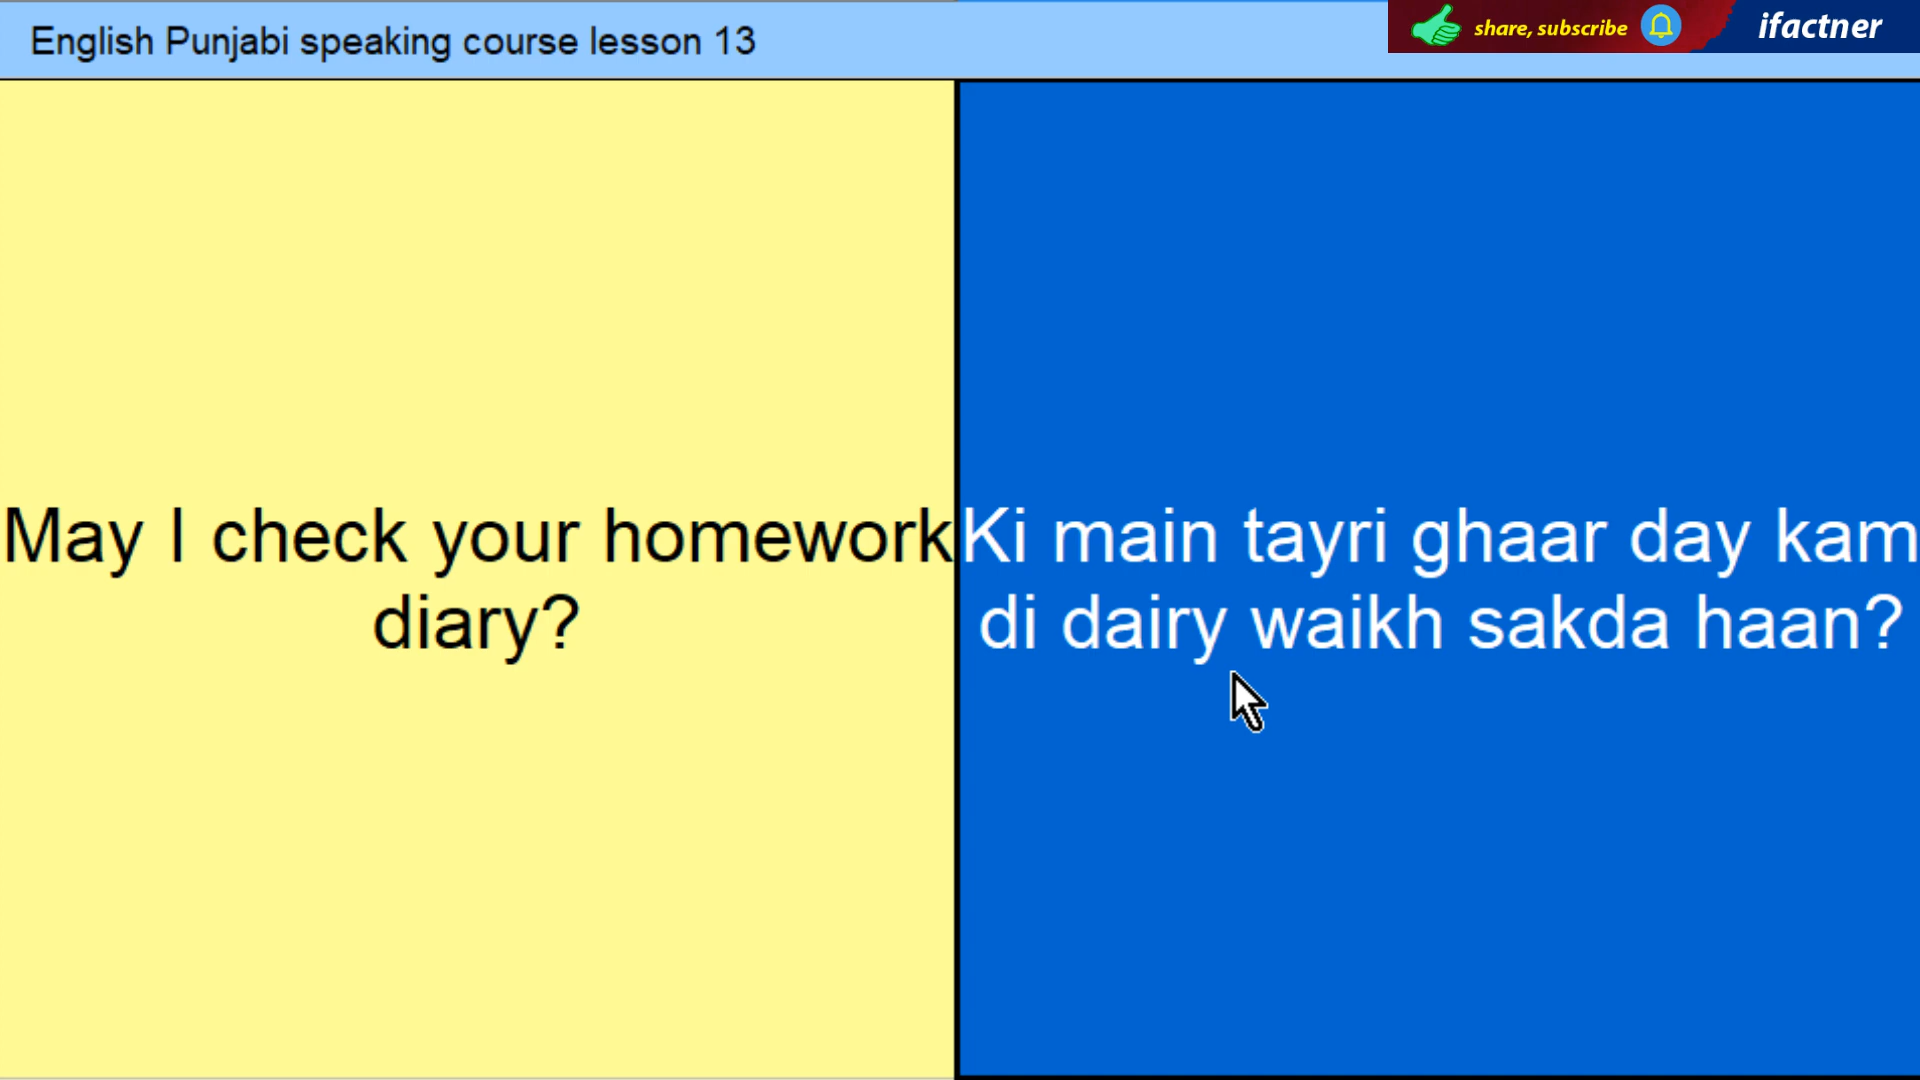 English Punjabi speaking course lesson 13
share, subscribe
ifactner
May I check your homework
diary?
Ki main tayri ghaar day kam
di dairy waikh sakda haan?